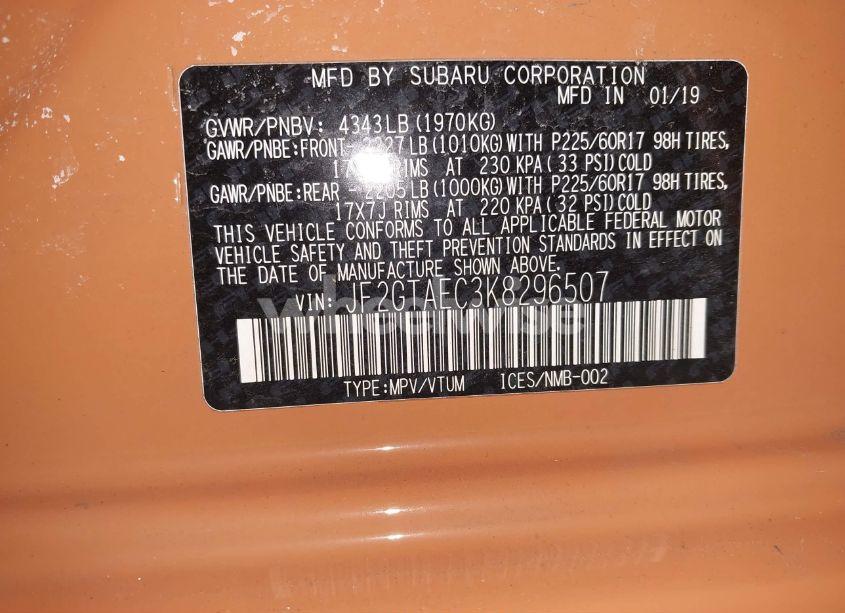 MFD BY SUBARU CORPORATION
MFD IN 01/19
GVWR/PNBV: 4343LB(1970KG)
GAWR/PNBE:FRONT- 2227LB(1010KG)WITH P225/60R17 98H TIRES,
17X7J RIMS AT 230 KPA( 33 PSI)COLD
GAWR/PNBE:REAR - 2205LB(1000KG)WITH P225/60R17 98H TIRES,
17X7J RIMS AT 220 KPA( 32 PSI)COLD
THIS VEHICLE CONFORMS TO ALL APPLICABLE FEDERAL MOTOR
VEHICLE SAFETY AND THEFT PREVENTION STANDARDS IN EFFECT ON
THE DATE OF MANUFACTURE SHOWN ABOVE.
VIN: JF2GTAEC3K8296507
wheelwise
TYPE:MPV/VTUM ICES/NMB-002